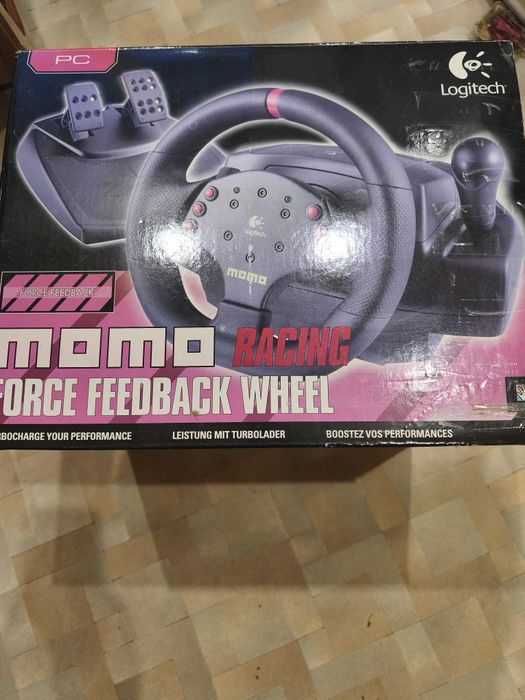 PC
Logitech
Logitech
momo
FORCE FEEDBACK
momo RACING
FORCE FEEDBACK WHEEL
RBOCHARGE YOUR PERFORMANCE
LEISTUNG MIT TURBOLADER
BOOSTEZ VOS PERFORMANCES